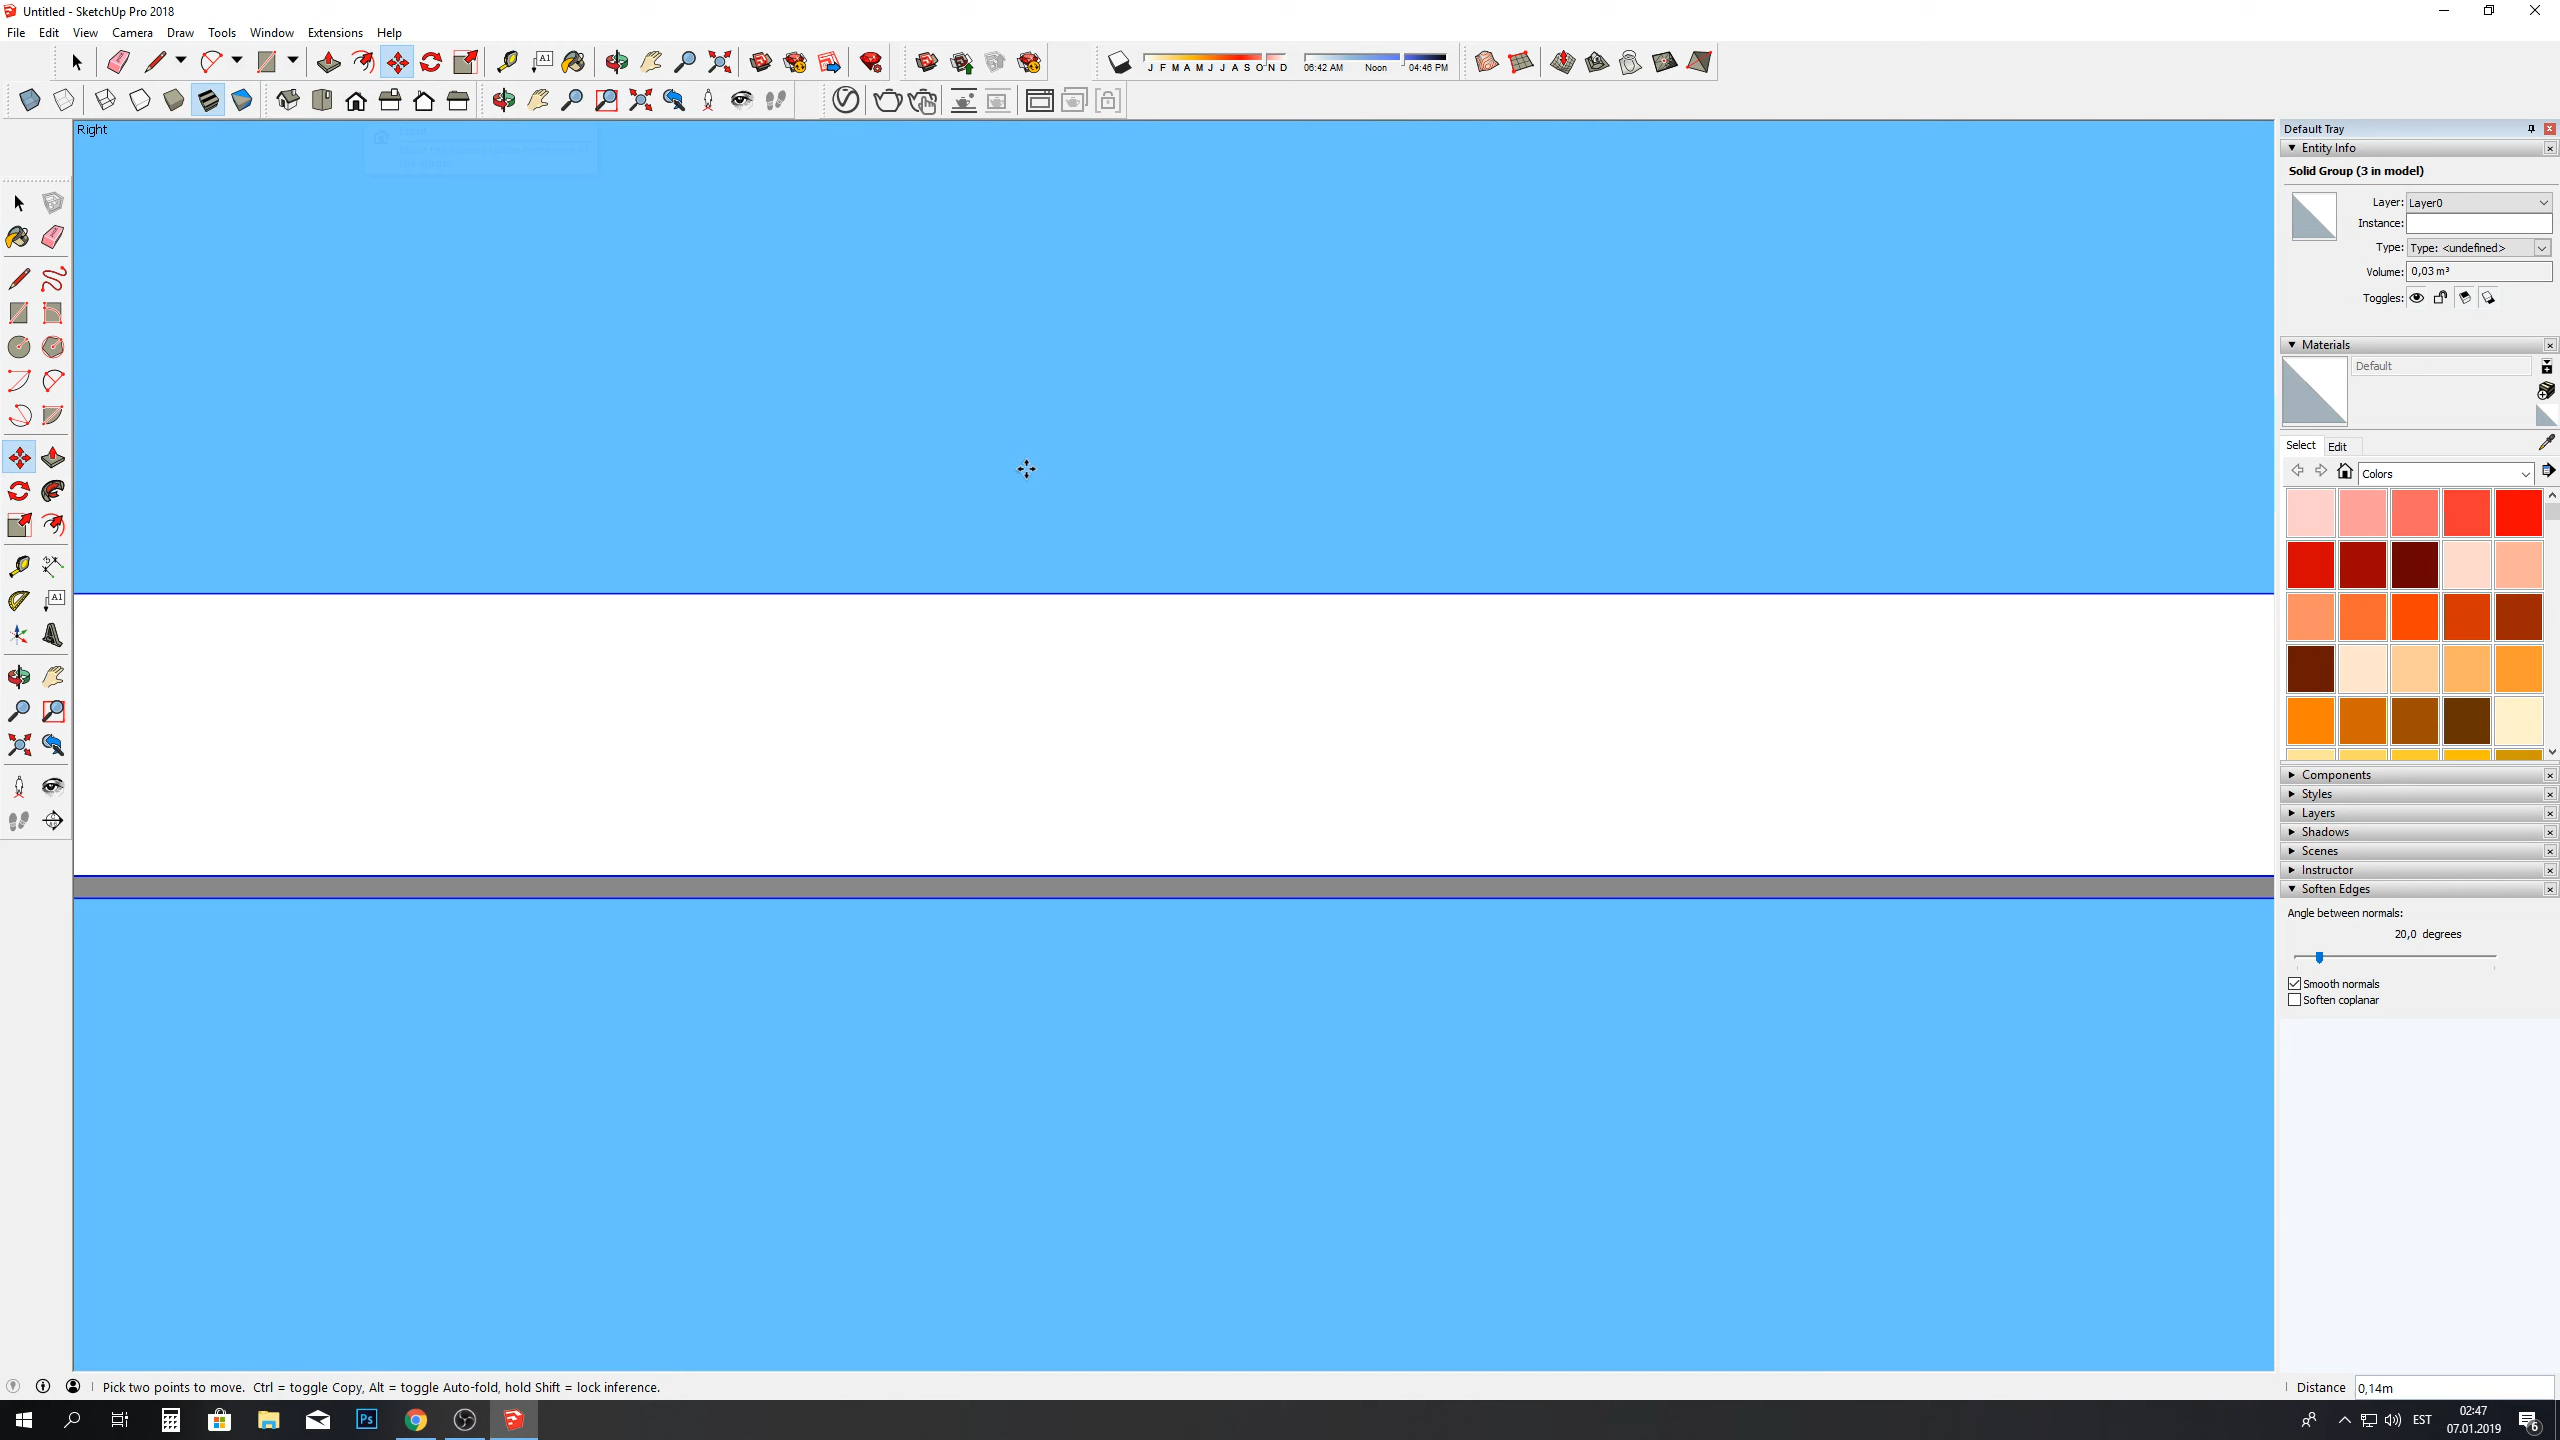 Untitled - SketchUp Pro 2018
File Edit View Camera Draw Tools Window Extensions Help
A1
J F M A M J J A S O N D
06:42 AM Noon 04:46 PM
Right
Default Tray
Entity Info
Solid Group (3 in model)
Layer: Layer0
Instance:
Type: Type: <undefined>
Volume: 0,03 m³
Toggles:
Materials
Default
Select Edit
Colors
A1
Components
Styles
Layers
Shadows
Scenes
Instructor
Soften Edges
Angle between normals:
20,0 degrees
Smooth normals
Soften coplanar
Pick two points to move. Ctrl = toggle Copy, Alt = toggle Auto-fold, hold Shift = lock inference.
Distance 0,14m
Ps
EST
02:47
07.01.2019
6